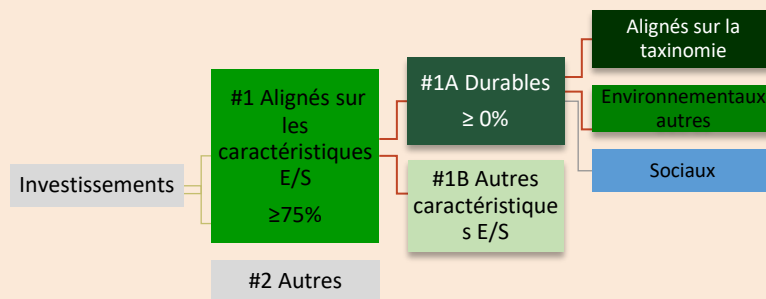 Investissements
#1 Alignés sur
les
caractéristiques
E/S
≥75%
#2 Autres
#1A Durables
≥ 0%
#1B Autres
caractéristique
s E/S
Alignés sur la
taxinomie
Environnementaux
autres
Sociaux